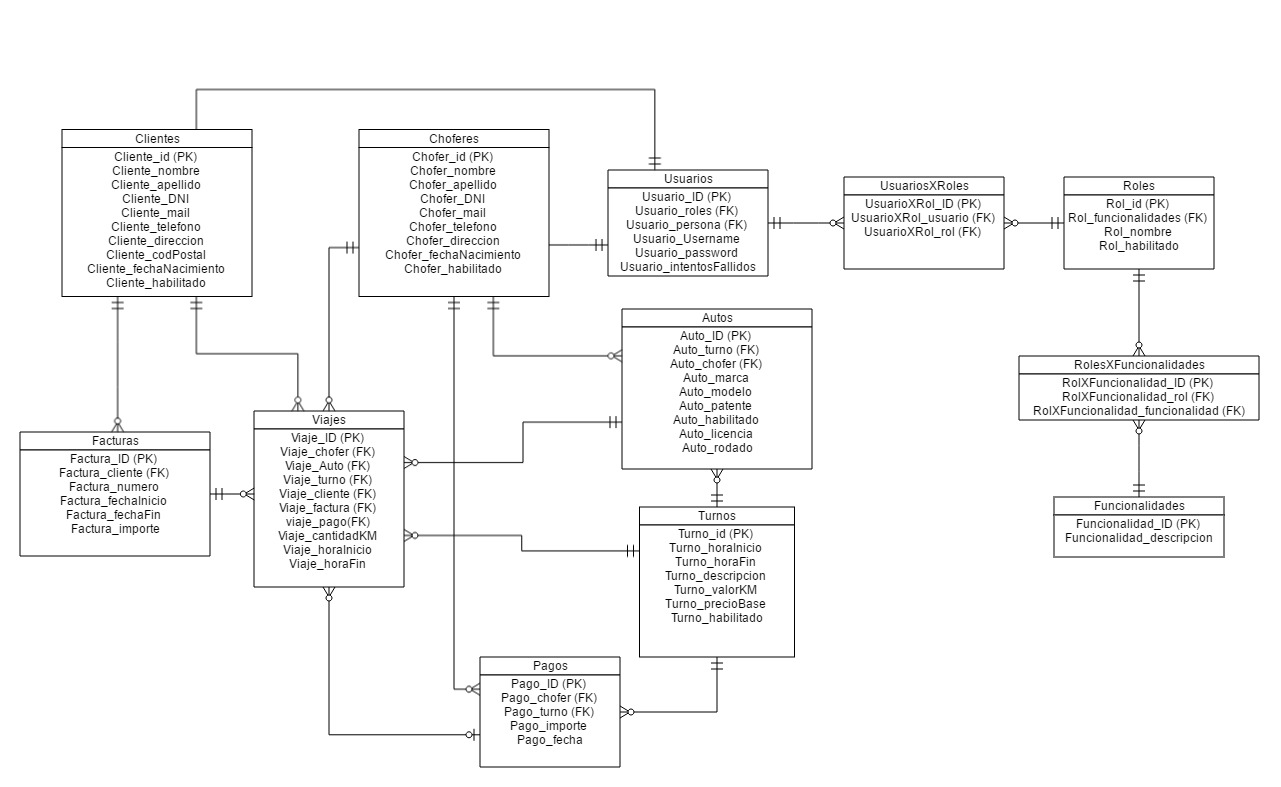 Clientes
Cliente_id (PK)
Cliente_nombre
Cliente_apellido
Cliente_DNI
Cliente_mail
Cliente_telefono
Cliente_direccion
Cliente_codPostal
Cliente_fechaNacimiento
Cliente_habilitado
Choferes
Chofer_id (PK)
Chofer_nombre
Chofer_apellido
Chofer_DNI
Chofer_mail
Chofer_telefono
Chofer_direccion
Chofer_fechaNacimiento
Chofer_habilitado
Usuarios
Usuario_ID (PK)
Usuario_roles (FK)
Usuario_persona (FK)
Usuario_Username
Usuario_password
Usuario_intentosFallidos
UsuariosXRoles
UsuarioXRol_ID (PK)
UsuarioXRol_usuario (FK)
UsuarioXRol_rol (FK)
Roles
Rol_id (PK)
Rol_funcionalidades (FK)
Rol_nombre
Rol_habilitado
Autos
Auto_ID (PK)
Auto_turno (FK)
Auto_chofer (FK)
Auto_marca
Auto_modelo
Auto_patente
Auto_habilitado
Auto_licencia
Auto_rodado
RolesXFuncionalidades
RolXFuncionalidad_ID (PK)
RolXFuncionalidad_rol (FK)
RolXFuncionalidad_funcionalidad (FK)
Facturas
Factura_ID (PK)
Factura_cliente (FK)
Factura_numero
Factura_fechaInicio
Factura_fechaFin
Factura_importe
Viajes
Viaje_ID (PK)
Viaje_chofer (FK)
Viaje_Auto (FK)
Viaje_turno (FK)
Viaje_cliente (FK)
Viaje_factura (FK)
viaje_pago(FK)
Viaje_cantidadKM
Viaje_horaInicio
Viaje_horaFin
Turnos
Turno_id (PK)
Turno_horaInicio
Turno_horaFin
Turno_descripcion
Turno_valorKM
Turno_precioBase
Turno_habilitado
Funcionalidades
Funcionalidad_ID (PK)
Funcionalidad_descripcion
Pagos
Pago_ID (PK)
Pago_chofer (FK)
Pago_turno (FK)
Pago_importe
Pago_fecha